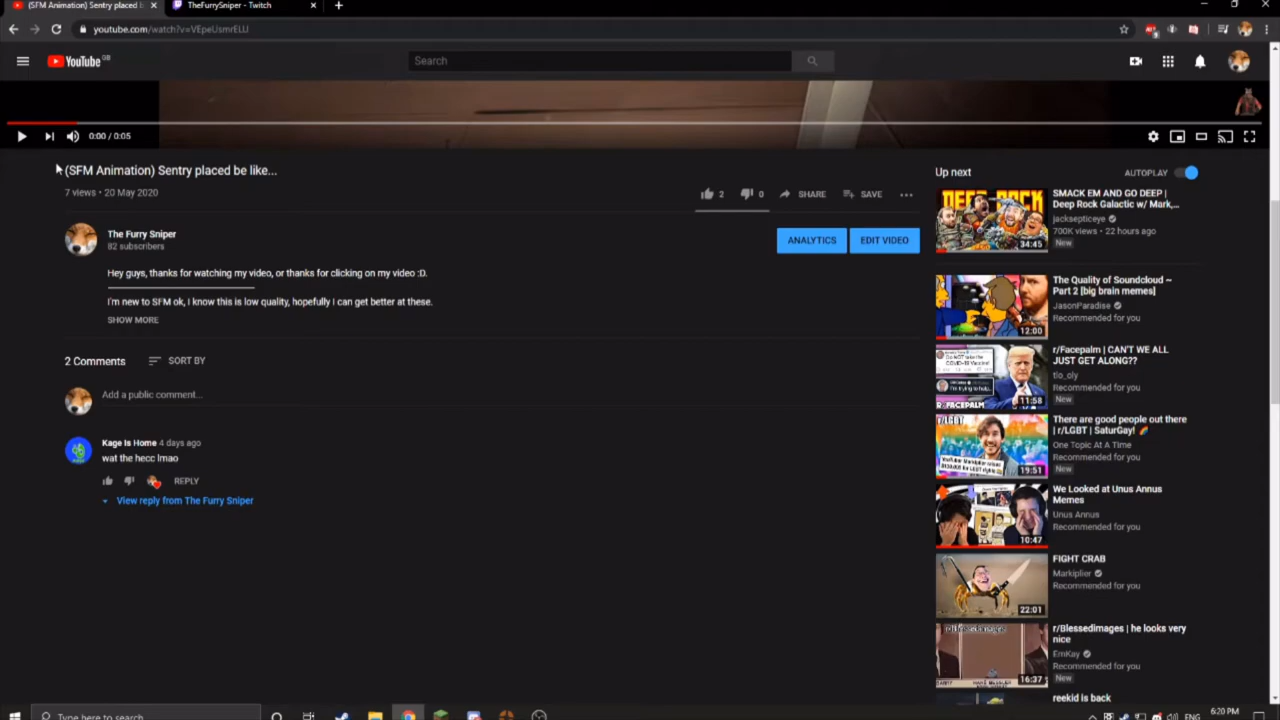 (SFM Animation) Sentry placed b
TheFurrySniper - Twitch
youtube.com/watch?v=VEpeUsmrELU
YouTube GB
Search
0:00 / 0:05
(SFM Animation) Sentry placed be like...
7 views • 20 May 2020
2
0
SHARE
SAVE
The Furry Sniper
82 subscribers
ANALYTICS
EDIT VIDEO
Hey guys, thanks for watching my video, or thanks for clicking on my video :D.
I'm new to SFM ok, I know this is low quality, hopefully I can get better at these.
SHOW MORE
2 Comments
SORT BY
Add a public comment...
Kage Is Home 4 days ago
wat the hecc lmao
REPLY
View reply from The Furry Sniper
Up next
AUTOPLAY
DEEP ROCK
34:45
SMACK EM AND GO DEEP |
Deep Rock Galactic w/ Mark,...
jacksepticeye
700K views • 22 hours ago
New
12:00
The Quality of Soundcloud ~
Part 2 [big brain memes]
JasonParadise
Recommended for you
R. FACEPALM
11:58
r/Facepalm | CAN'T WE ALL
JUST GET ALONG??
tio_oly
Recommended for you
New
r/LGBT
19:51
There are good people out there
| r/LGBT | SaturGay!
One Topic At A Time
Recommended for you
New
10:47
We Looked at Unus Annus
Memes
Unus Annus
Recommended for you
22:01
FIGHT CRAB
Markiplier
Recommended for you
16:37
r/Blessedimages | he looks very
nice
EmKay
Recommended for you
New
reekid is back
Type here to search
ENG
6:20 PM